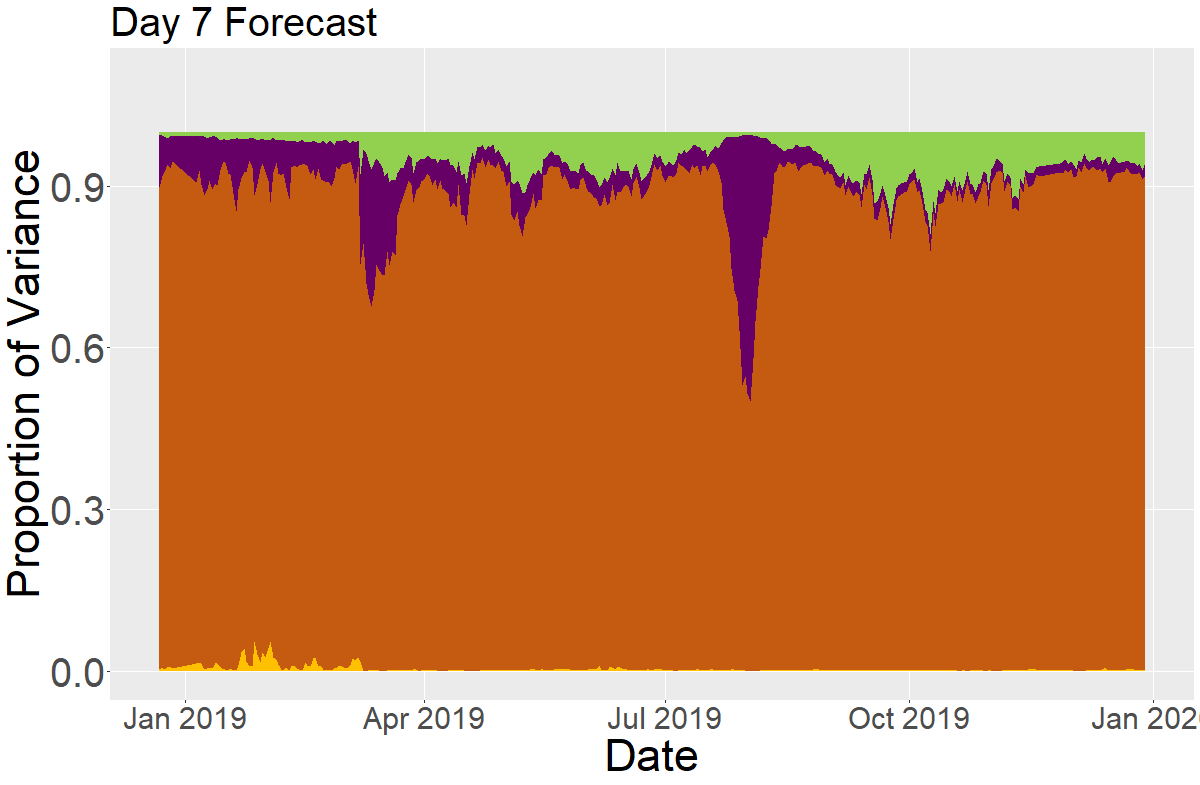 Day 7 Forecast
Proportion of Variance
0.9
0.6
0.3
0.0
Jan 2019 Apr 2019 Jul 2019 Oct 2019 Jan 202
Date